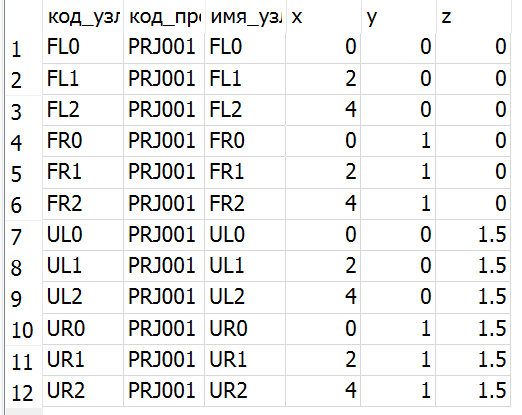 код_узл код_про имя_узл x y z
1 FL0 PRJ001 FL0 0 0 0
2 FL1 PRJ001 FL1 2 0 0
3 FL2 PRJ001 FL2 4 0 0
4 FR0 PRJ001 FR0 0 1 0
5 FR1 PRJ001 FR1 2 1 0
6 FR2 PRJ001 FR2 4 1 0
7 UL0 PRJ001 UL0 0 0 1.5
8 UL1 PRJ001 UL1 2 0 1.5
9 UL2 PRJ001 UL2 4 0 1.5
10 UR0 PRJ001 UR0 0 1 1.5
11 UR1 PRJ001 UR1 2 1 1.5
12 UR2 PRJ001 UR2 4 1 1.5